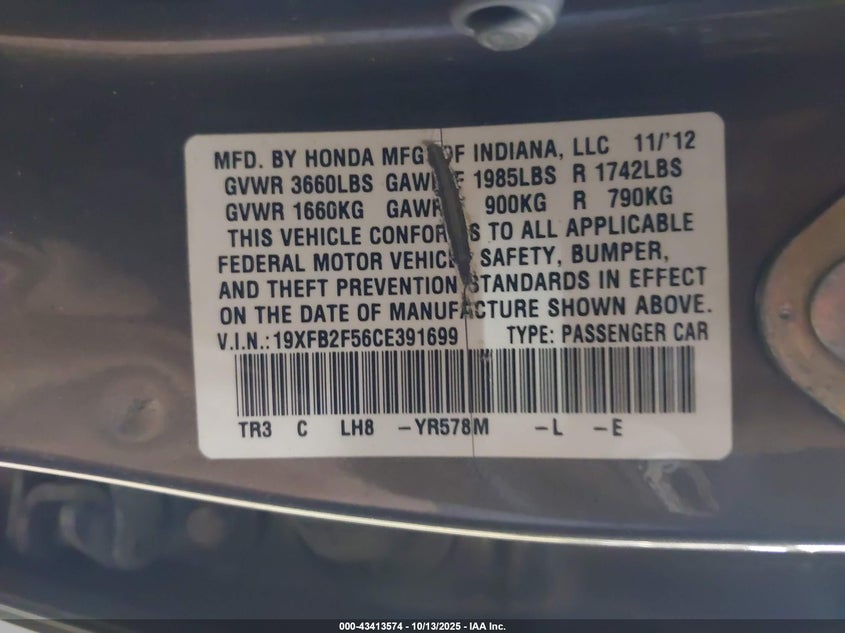 MFD. BY HONDA MFG OF INDIANA, LLC 11/'12
GVWR 3660LBS GAWR F 1985LBS R 1742LBS
GVWR 1660KG GAWR 900KG R 790KG
THIS VEHICLE CONFORMS TO ALL APPLICABLE
FEDERAL MOTOR VEHICLE SAFETY, BUMPER,
AND THEFT PREVENTION STANDARDS IN EFFECT
ON THE DATE OF MANUFACTURE SHOWN ABOVE.
V.I.N.:19XFB2F56CE391699 TYPE: PASSENGER CAR
TR3 C LH8 -YR578M -L -E
000-43413574 | 10/13/2025 - IAA Inc.